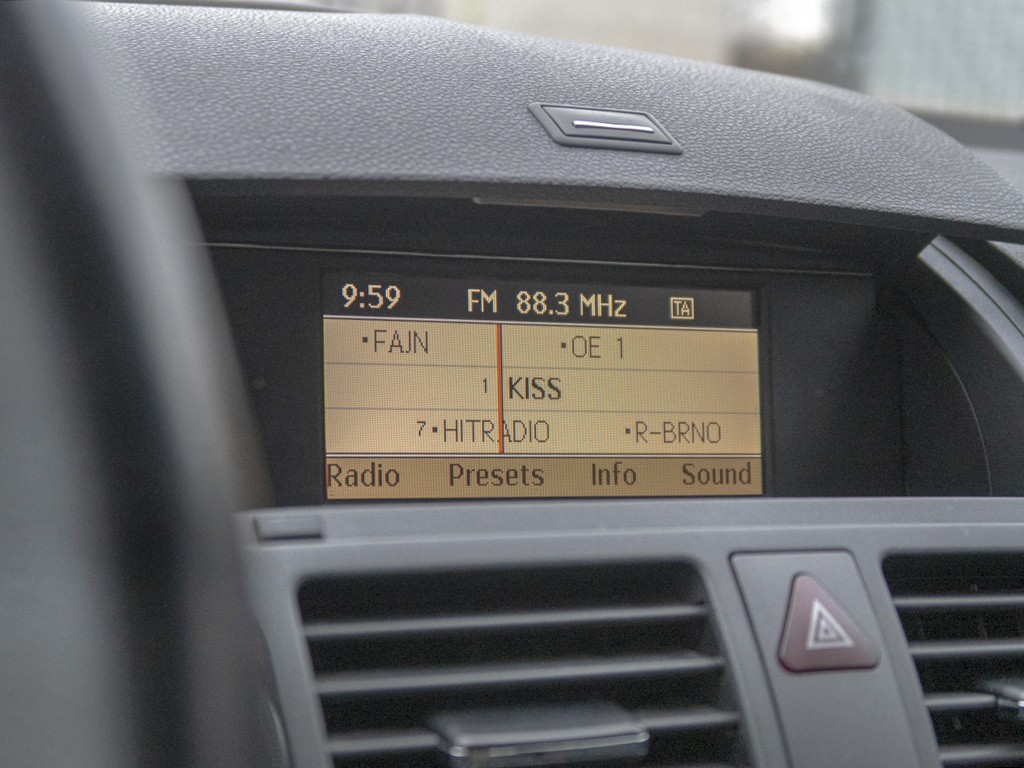 9:59 FM 88.3 MHz TA
·FAJN ·OE 1
1 KISS
7·HITRADIO ·R-BRNO
Radio Presets Info Sound